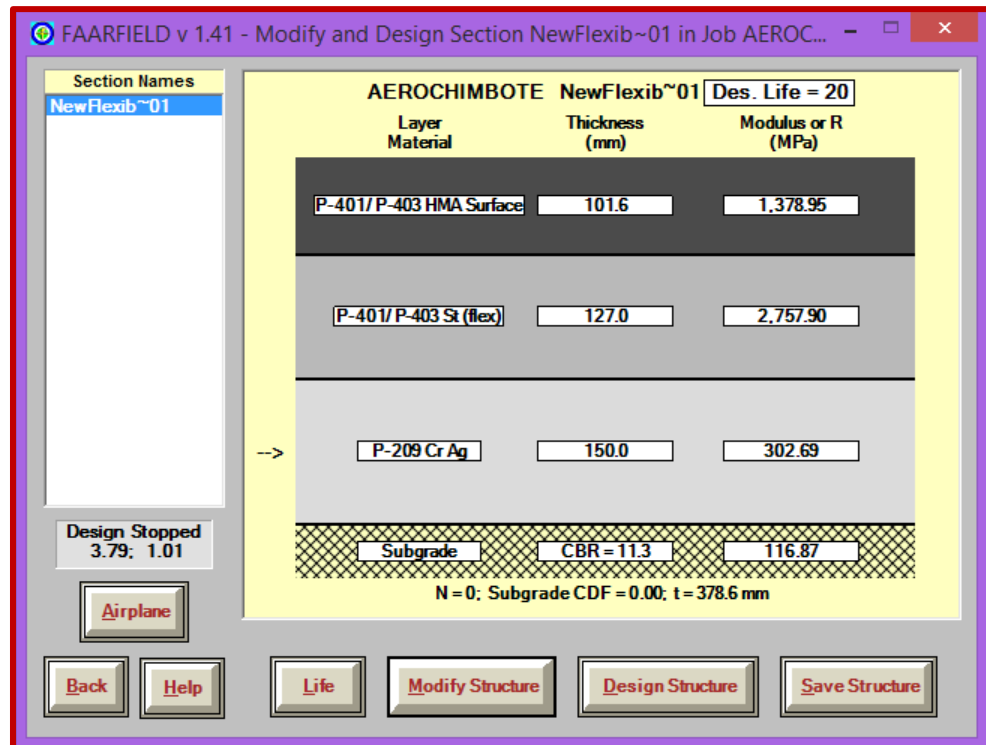 FAARFIELD v 1.41 - Modify and Design Section NewFlexib~01 in Job AEROC...
Section Names
NewFlexib~01
AEROCHIMBOTE NewFlexib~01 Des. Life = 20
Layer Material Thickness (mm) Modulus or R (MPa)
P-401/ P-403 HMA Surface 101.6 1,378.95
P-401/ P-403 St (flex) 127.0 2,757.90
--> P-209 Cr Ag 150.0 302.69
Subgrade CBR = 11.3 116.87
N = 0; Subgrade CDF = 0.00; t = 378.6 mm
Design Stopped
3.79; 1.01
Airplane
Back Help Life Modify Structure Design Structure Save Structure